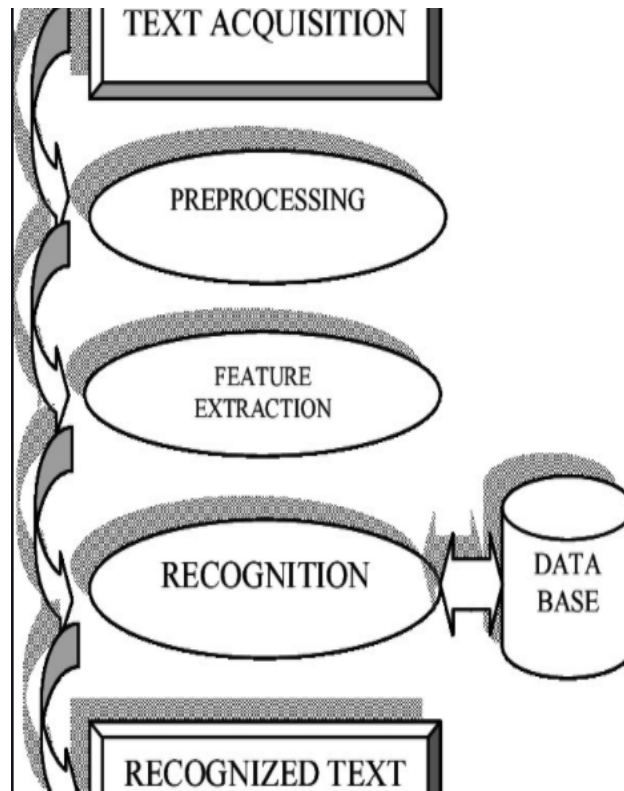 TEXT ACQUISITION
PREPROCESSING
FEATURE
EXTRACTION
RECOGNITION
DATA
BASE
RECOGNIZED TEXT